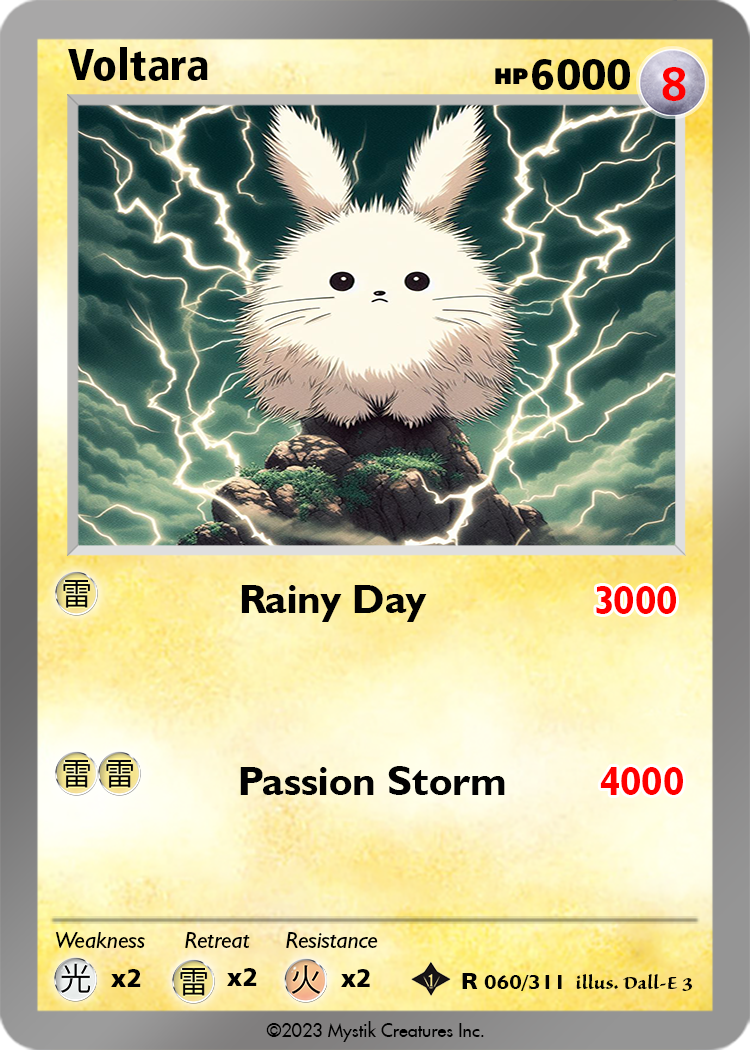 Voltara
HP6000 8
雷 Rainy Day 3000
雷雷 Passion Storm 4000
Weakness Retreat Resistance
光 x2 雷 x2 火 x2 1 R 060/311 illus. Dall-E 3
©2023 Mystik Creatures Inc.